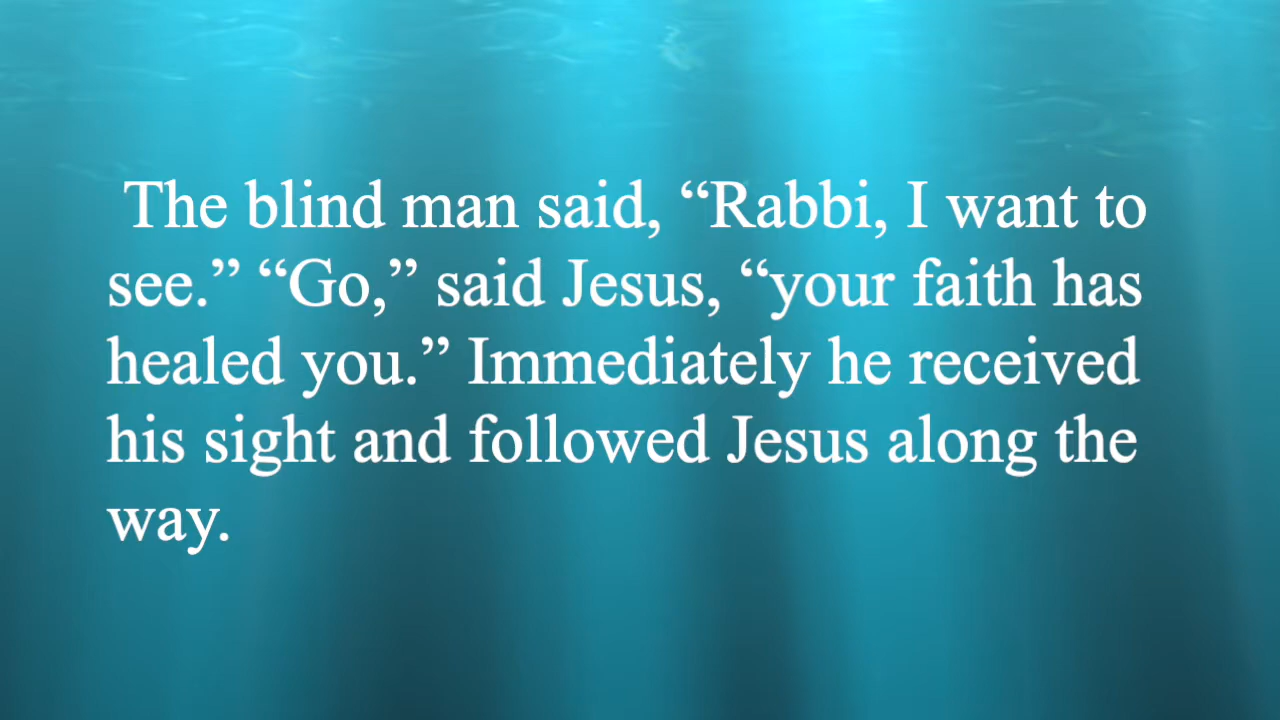 The blind man said, “Rabbi, I want to
see.” “Go,” said Jesus, “your faith has
healed you.” Immediately he received
his sight and followed Jesus along the
way.